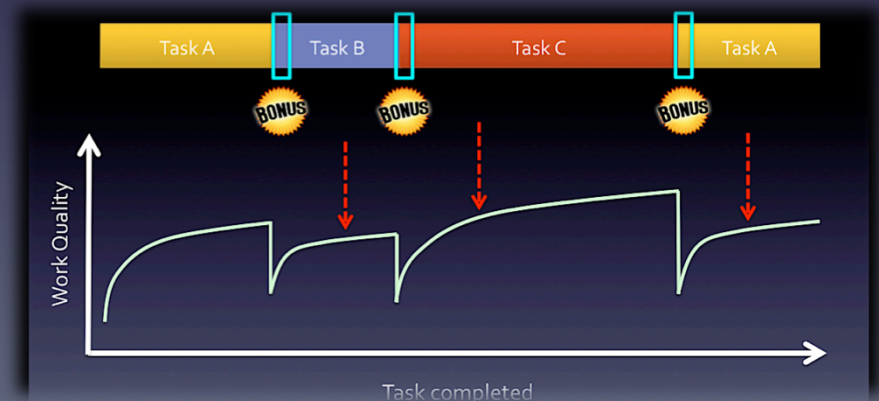 Task A
Task B
Task C
Task A
BONUS
BONUS
BONUS
Work Quality
Task completed